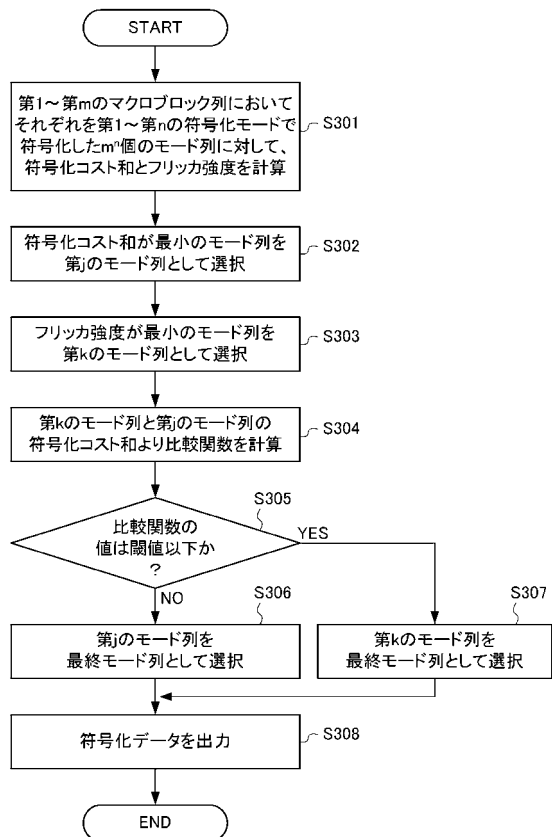 START
第1~第mのマクロブロック列において
それぞれを第1~第nの符号化モードで
符号化したmⁿ個のモード列に対して、
符号化コスト和とフリッカ強度を計算
S301
符号化コスト和が最小のモード列を
第jのモード列として選択
S302
フリッカ強度が最小のモード列を
第kのモード列として選択
S303
第kのモード列と第jのモード列の
符号化コスト和より比較関数を計算
S304
比較関数の
値は閾値以下か
?
S305
YES
NO
S306
第jのモード列を
最終モード列として選択
S307
第kのモード列を
最終モード列として選択
符号化データを出力
S308
END